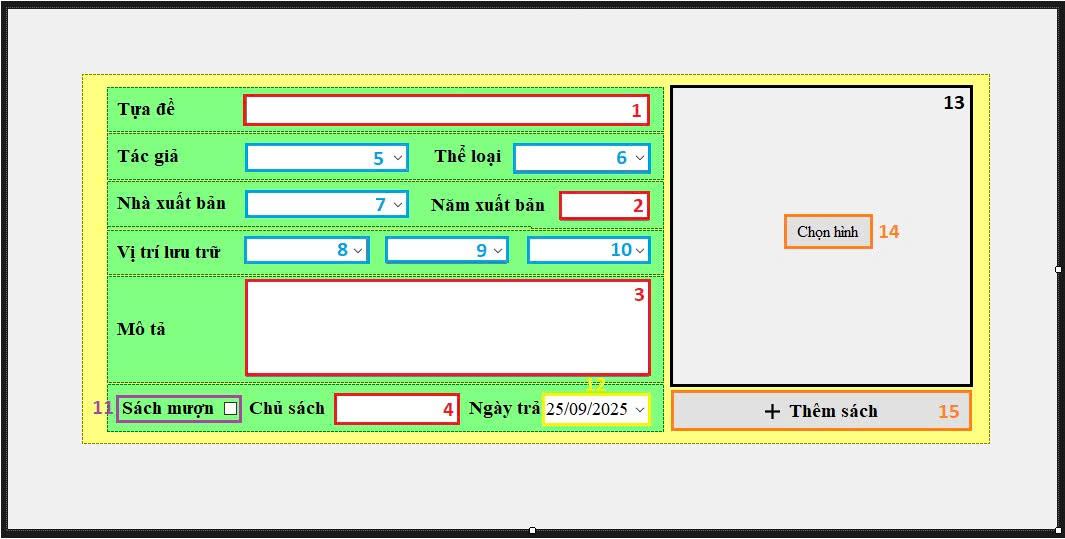 Tựa đề 1
13
Tác giả 5 Thể loại 6
Nhà xuất bản 7 Năm xuất bản 2
Chọn hình 14
Vị trí lưu trữ 8 9 10
3
Mô tả
12
11 Sách mượn Chủ sách 4 Ngày trả 25/09/2025
+ Thêm sách 15